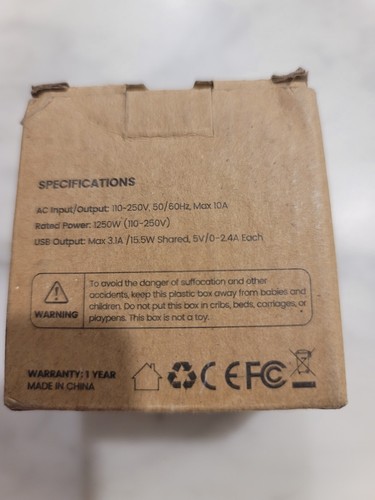 SPECIFICATIONS
AC Input/Output: 110-250V, 50/60Hz, Max 10A
Rated Power: 1250W (110-250V)
USB Output: Max 3.1A /15.5W Shared, 5V/0-2.4A Each
WARNING
To avoid the danger of suffocation and other
accidents, keep this plastic box away from babies and
children. Do not put this box in cribs, beds, carriages, or
playpens. This box is not a toy.
WARRANTY: 1 YEAR
MADE IN CHINA
CE FC